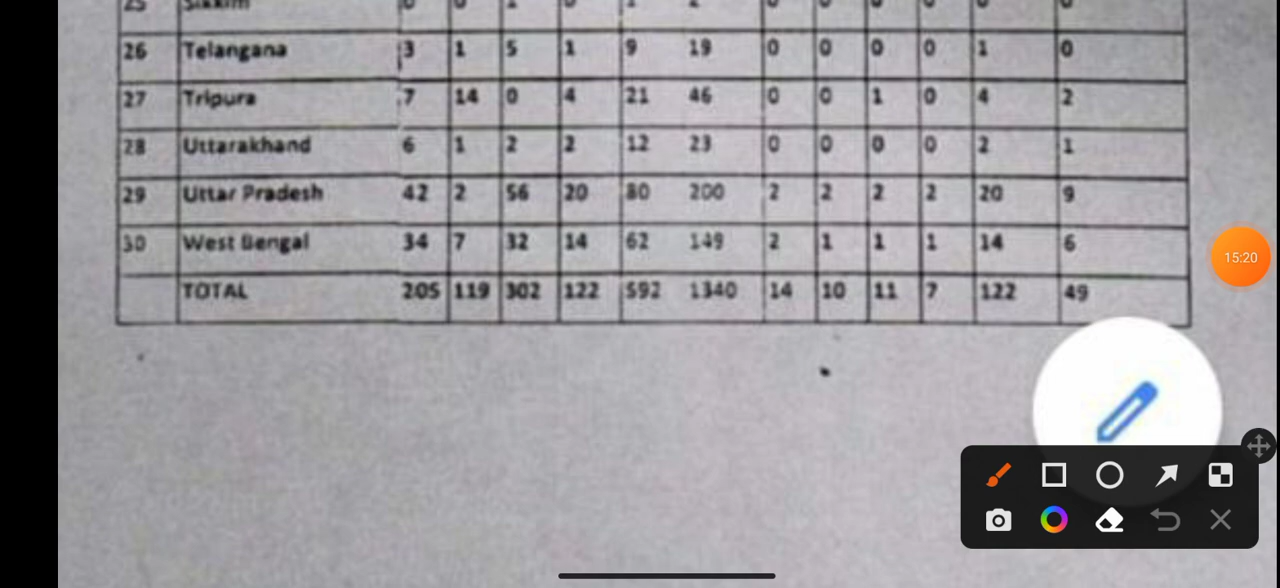 26 Telangana 3 1 5 1 9 19 0 0 0 0 1 0
27 Tripura 7 14 0 4 21 46 0 0 1 0 4 2
28 Uttarakhand 6 1 2 2 12 23 0 0 0 0 2 1
29 Uttar Pradesh 42 2 56 20 80 200 2 2 2 2 20 9
30 West Bengal 34 7 32 14 62 149 2 1 1 1 14 6
TOTAL 205 119 302 122 592 1340 14 10 11 7 122 49
15:20